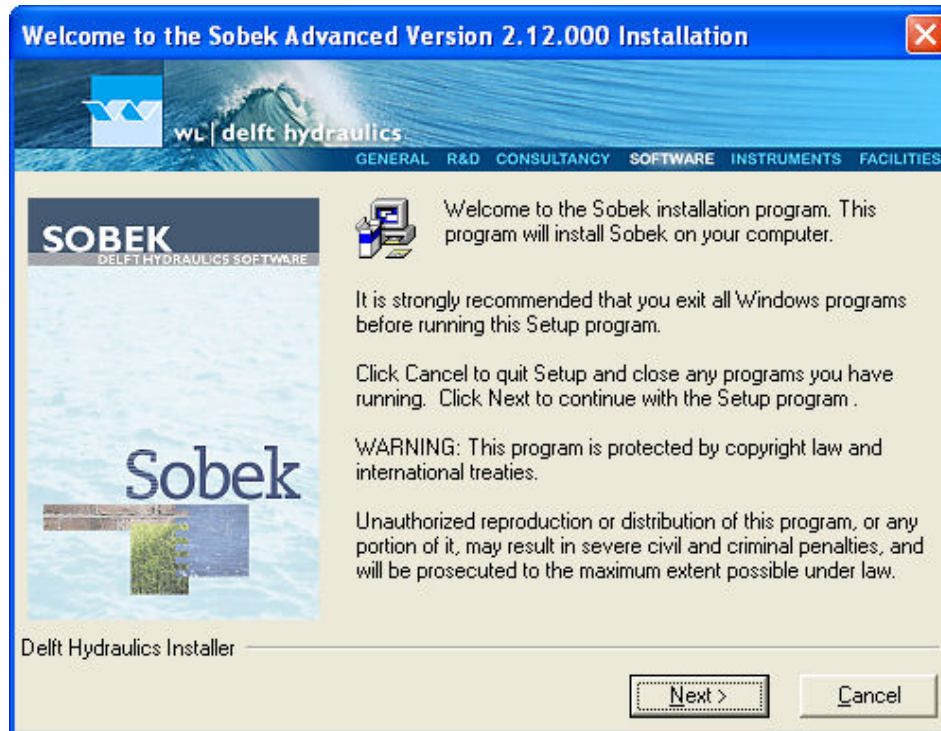 Welcome to the Sobek Advanced Version 2.12.000 Installation
WL | delft hydraulics
GENERAL R&D CONSULTANCY SOFTWARE INSTRUMENTS FACILITIES
SOBEK
DELFT HYDRAULICS SOFTWARE
Sobek
Welcome to the Sobek installation program. This
program will install Sobek on your computer.
It is strongly recommended that you exit all Windows programs
before running this Setup program.
Click Cancel to quit Setup and close any programs you have
running. Click Next to continue with the Setup program .
WARNING: This program is protected by copyright law and
international treaties.
Unauthorized reproduction or distribution of this program, or any
portion of it, may result in severe civil and criminal penalties, and
will be prosecuted to the maximum extent possible under law.
Delft Hydraulics Installer
Next >
Cancel